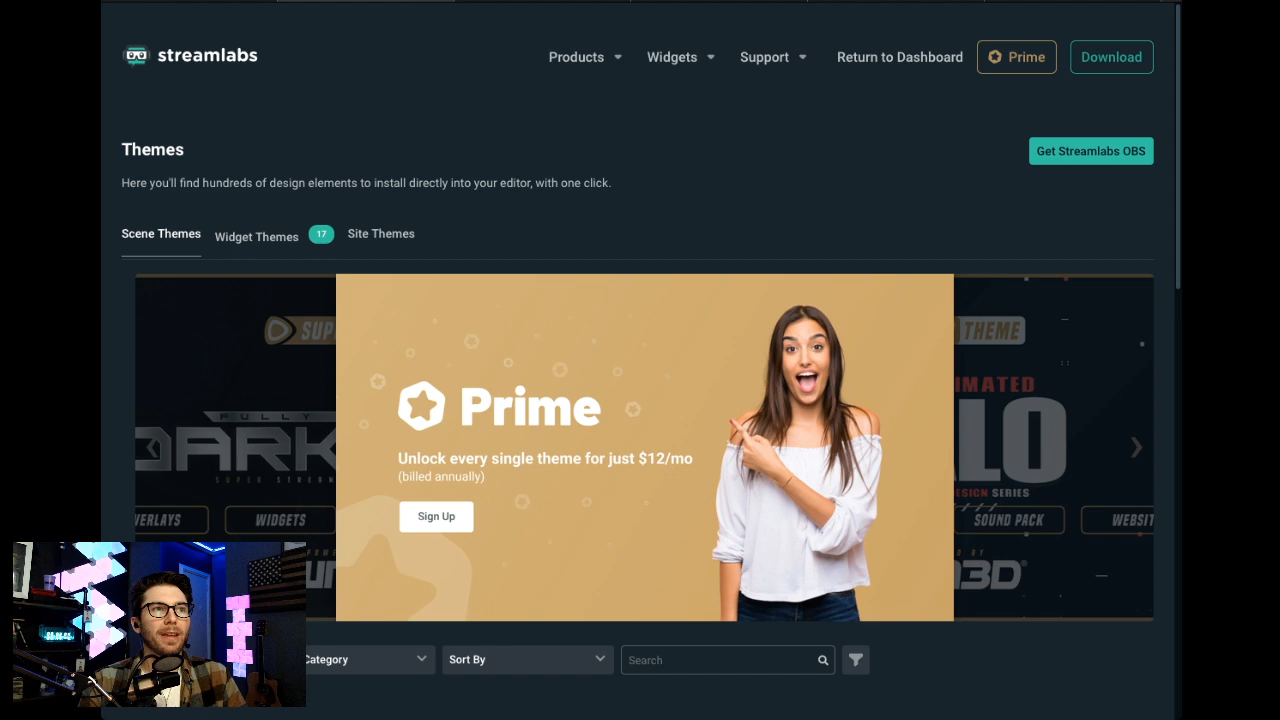 streamlabs
Products
Widgets
Support
Return to Dashboard
Prime
Download
Themes
Get Streamlabs OBS
Here you'll find hundreds of design elements to install directly into your editor, with one click.
Scene Themes
Widget Themes
17
Site Themes
THEME
FULLY
DARK
SUPER
Prime
Unlock every single theme for just $12/mo
(billed annually)
Sign Up
WIDGETS
SOUND PACK
Category
Sort By
Search